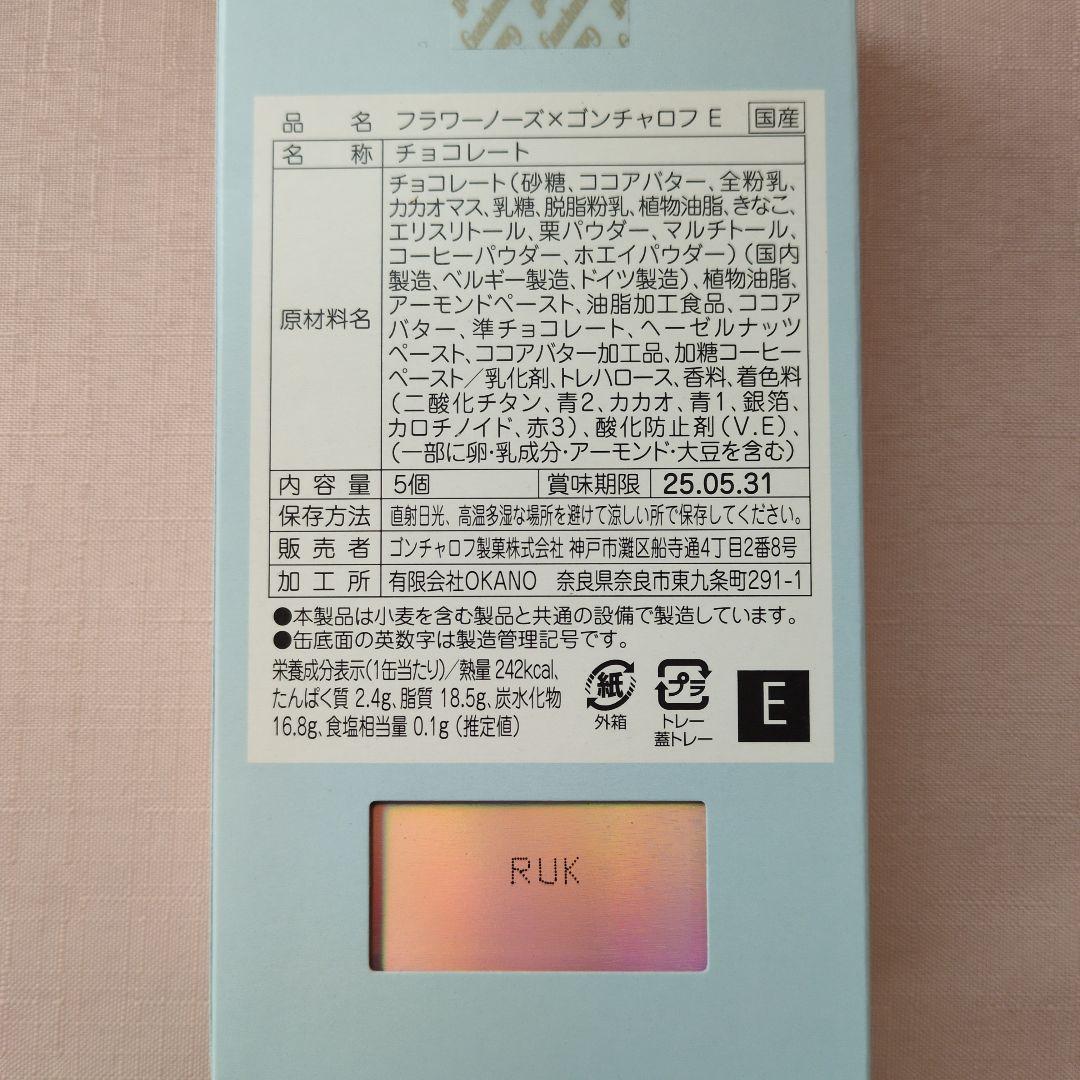 品名 フラワーノーズ×ゴンチャロフ E 国産
名称 チョコレート
原材料名
チョコレート(砂糖、ココアバター、全粉乳、
カカオマス、乳糖、脱脂粉乳、植物油脂、きなこ、
エリスリトール、栗パウダー、マルチトール、
コーヒーパウダー、ホエイパウダー)(国内
製造、ベルギー製造、ドイツ製造)、植物油脂、
アーモンドペースト、油脂加工食品、ココア
バター、準チョコレート、ヘーゼルナッツ
ペースト、ココアバター加工品、加糖コーヒー
ペースト/乳化剤、トレハロース、香料、着色料
(二酸化チタン、青2、カカオ、青1、銀箔、
カロチノイド、赤3)、酸化防止剤(V.E)、
(一部に卵・乳成分・アーモンド・大豆を含む)
内容量 5個 賞味期限 25.05.31
保存方法 直射日光、高温多湿な場所を避けて涼しい所で保存してください。
販売者 ゴンチャロフ製菓株式会社 神戸市灘区船寺通4丁目2番8号
加工所 有限会社OKANO 奈良県奈良市東九条町291-1
●本製品は小麦を含む製品と共通の設備で製造しています。
●缶底面の英数字は製造管理記号です。
栄養成分表示(1缶当たり)/熱量 242kcal、
たんぱく質 2.4g、脂質 18.5g、炭水化物
16.8g、食塩相当量 0.1g (推定値)
紙
外箱
プラ
トレー
蓋トレー
E
RUK